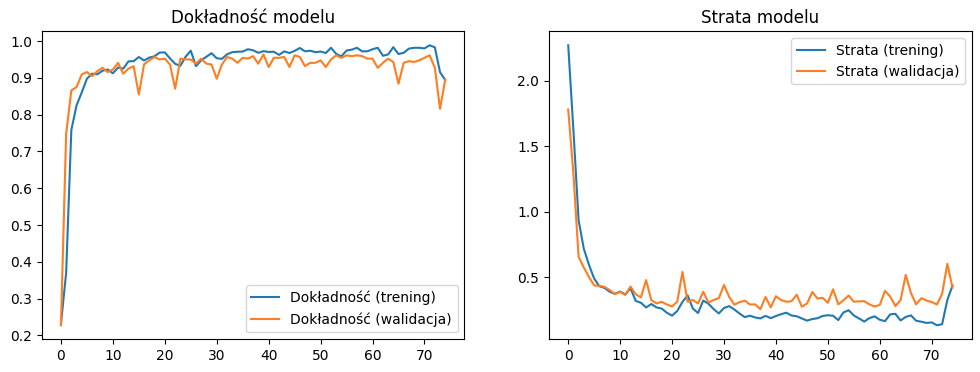 Dokładność modelu
1.0
0.9
0.8
0.7
0.6
0.5
0.4
0.3
0.2
0 10 20 30 40 50 60 70
Dokładność (trening)
Dokładność (walidacja)
Strata modelu
2.0
1.5
1.0
0.5
0 10 20 30 40 50 60 70
Strata (trening)
Strata (walidacja)